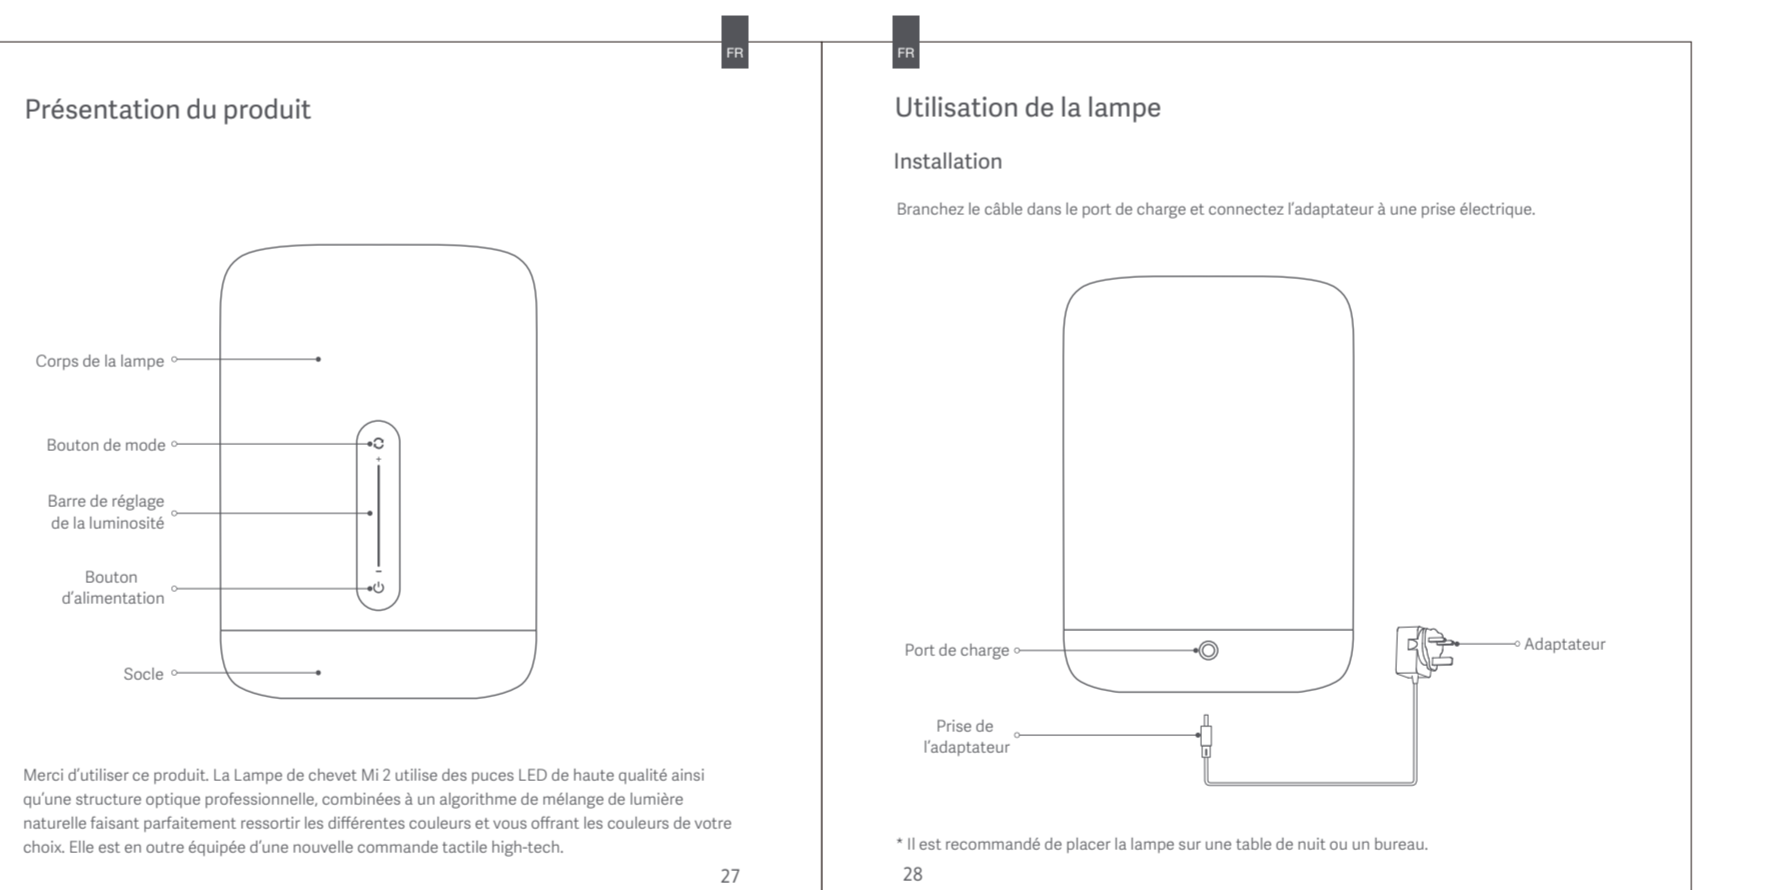 FR
Présentation du produit
Corps de la lampe
Bouton de mode
+
Barre de réglage
de la luminosité
–
Bouton
d'alimentation
Socle
Merci d'utiliser ce produit. La Lampe de chevet Mi 2 utilise des puces LED de haute qualité ainsi
qu'une structure optique professionnelle, combinées à un algorithme de mélange de lumière
naturelle faisant parfaitement ressortir les différentes couleurs et vous offrant les couleurs de votre
choix. Elle est en outre équipée d'une nouvelle commande tactile high-tech.
27
FR
Utilisation de la lampe
Installation
Branchez le câble dans le port de charge et connectez l'adaptateur à une prise électrique.
Port de charge
Adaptateur
Prise de
l'adaptateur
* Il est recommandé de placer la lampe sur une table de nuit ou un bureau.
28